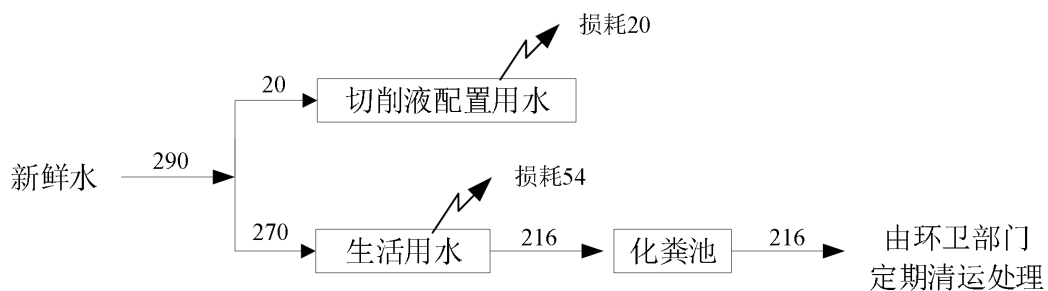 损耗20
20
切削液配置用水
新鲜水
290
损耗54
270
生活用水
216
化粪池
216
由环卫部门
定期清运处理